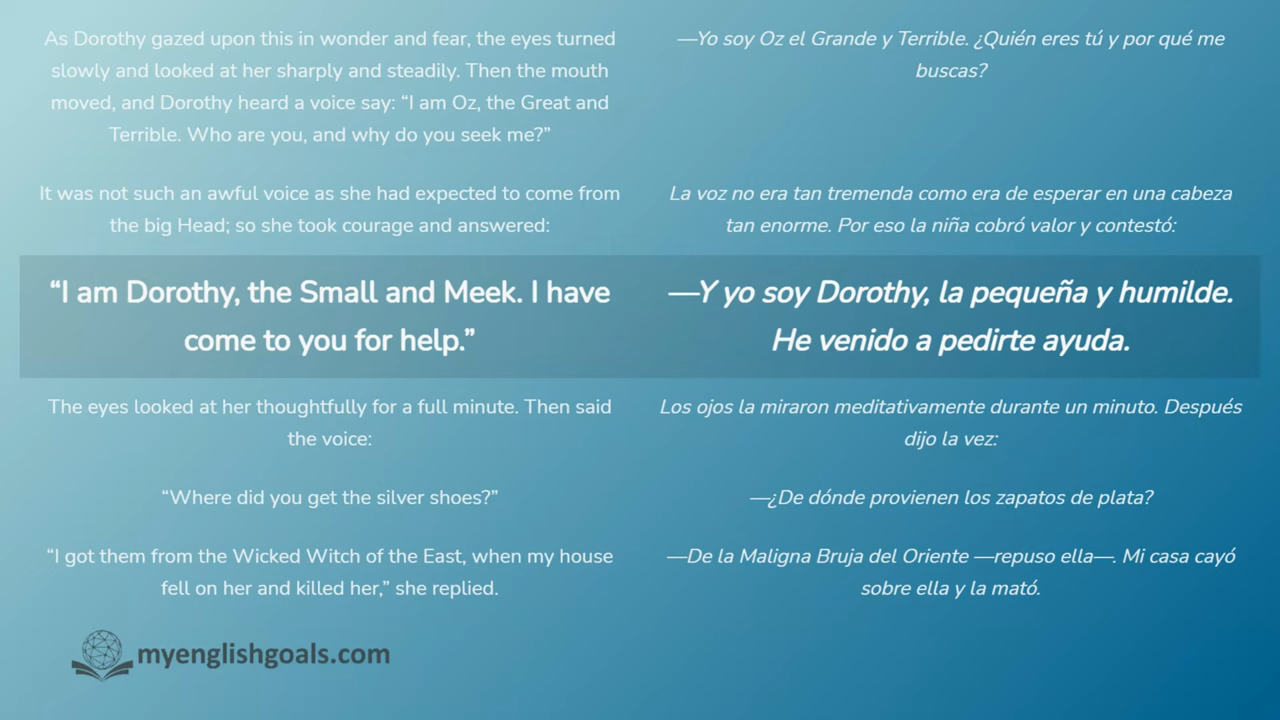 As Dorothy gazed upon this in wonder and fear, the eyes turned
slowly and looked at her sharply and steadily. Then the mouth
moved, and Dorothy heard a voice say: “I am Oz, the Great and
Terrible. Who are you, and why do you seek me?”
—Yo soy Oz el Grande y Terrible. ¿Quién eres tú y por qué me
buscas?
It was not such an awful voice as she had expected to come from
the big Head; so she took courage and answered:
La voz no era tan tremenda como era de esperar en una cabeza
tan enorme. Por eso la niña cobró valor y contestó:
“I am Dorothy, the Small and Meek. I have
come to you for help.”
—Y yo soy Dorothy, la pequeña y humilde.
He venido a pedirte ayuda.
The eyes looked at her thoughtfully for a full minute. Then said
the voice:
Los ojos la miraron meditativamente durante un minuto. Después
dijo la vez:
“Where did you get the silver shoes?”
—¿De dónde provienen los zapatos de plata?
“I got them from the Wicked Witch of the East, when my house
fell on her and killed her,” she replied.
—De la Maligna Bruja del Oriente —repuso ella—. Mi casa cayó
sobre ella y la mató.
myenglishgoals.com